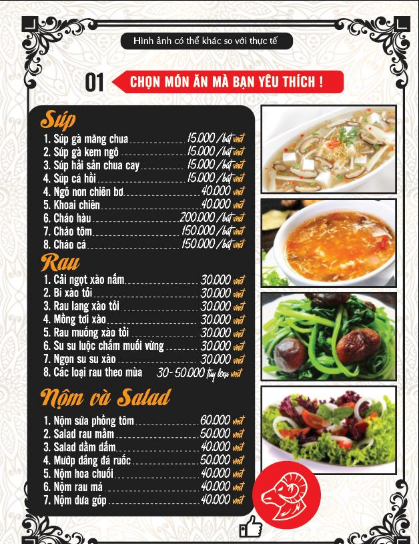 Hình ảnh có thể khác so với thực tế
01 CHỌN MÓN ĂN MÀ BẠN YÊU THÍCH !
Súp
1. Súp gà măng chua 15.000 /bát vnđ
2. Súp gà kem ngô 15.000 /bát vnđ
3. Súp hải sản chua cay 15.000 /bát vnđ
4. Súp cá hồi 15.000 /bát vnđ
4. Ngô non chiên bơ 40.000 vnđ
5. Khoai chiên 40.000 vnđ
6. Cháo hàu 200.000 /bát vnđ
7. Cháo tôm 150.000 /bát vnđ
8. Cháo cá 150.000 /bát vnđ
Rau
1. Cải ngọt xào nấm 30.000 vnđ
2. Bí xào tỏi 30.000 vnđ
3. Rau lang xào tỏi 30.000 vnđ
4. Mồng tơi xào 30.000 vnđ
5. Rau muống xào tỏi 30.000 vnđ
6. Su su luộc chấm muối vừng 30.000 vnđ
7. Ngọn su su xào 30.000 vnđ
8. Các loại rau theo mùa 30-50.000 tùy loại vnđ
Nộm và Salad
1. Nộm sứa phồng tôm 60.000 vnđ
2. Salad rau mầm 50.000 vnđ
3. Salad dầm dấm 40.000 vnđ
4. Mướp đắng đá ruốc 50.000 vnđ
5. Nộm hoa chuối 40.000 vnđ
6. Nộm rau má 40.000 vnđ
7. Nộm dưa góp 40.000 vnđ